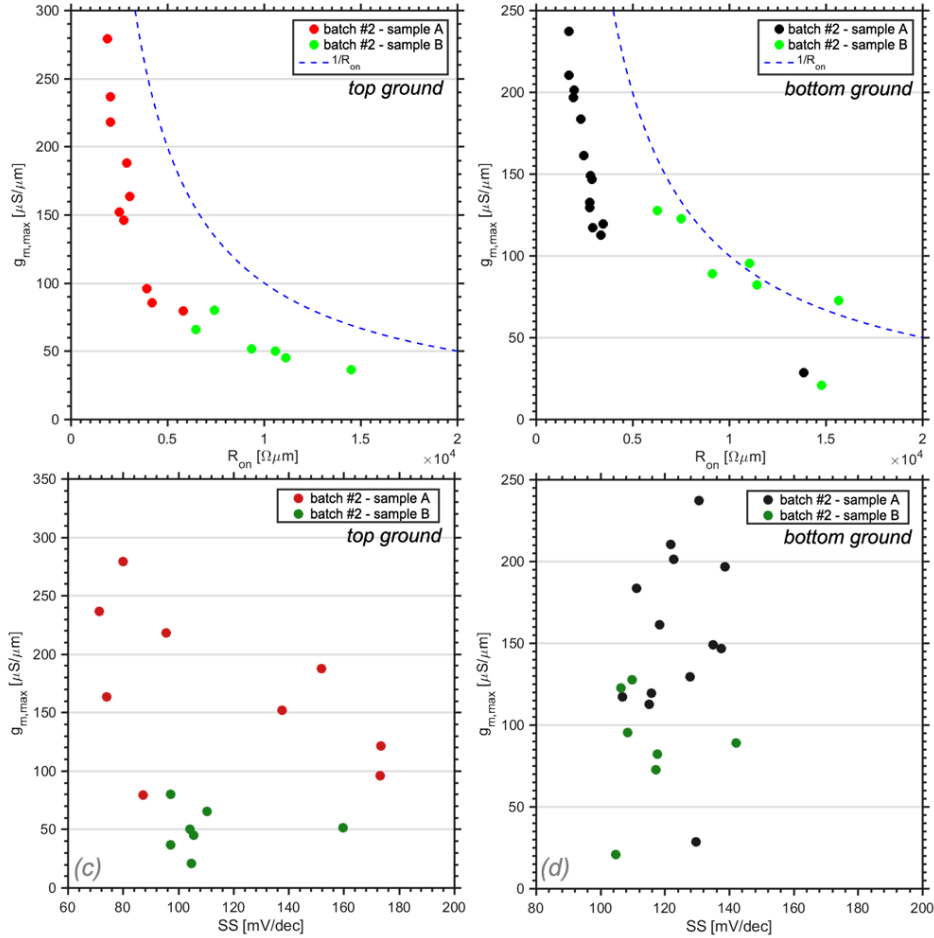 300
250
200
150
100
50
0
g_m,max [μS/μm]
batch #2 - sample A
batch #2 - sample B
1/R_on
top ground
0 0.5 1 1.5 2
R_on [Ωμm]
×10^4
250
200
150
100
50
0
g_m,max [μS/μm]
batch #2 - sample A
batch #2 - sample B
1/R_on
bottom ground
0 0.5 1 1.5 2
R_on [Ωμm]
×10^4
350
300
250
200
150
100
50
0
g_m,max [μS/μm]
batch #2 - sample A
batch #2 - sample B
top ground
(c)
60 80 100 120 140 160 180 200
SS [mV/dec]
250
200
150
100
50
0
g_m,max [μS/μm]
batch #2 - sample A
batch #2 - sample B
bottom ground
(d)
80 100 120 140 160 180 200
SS [mV/dec]